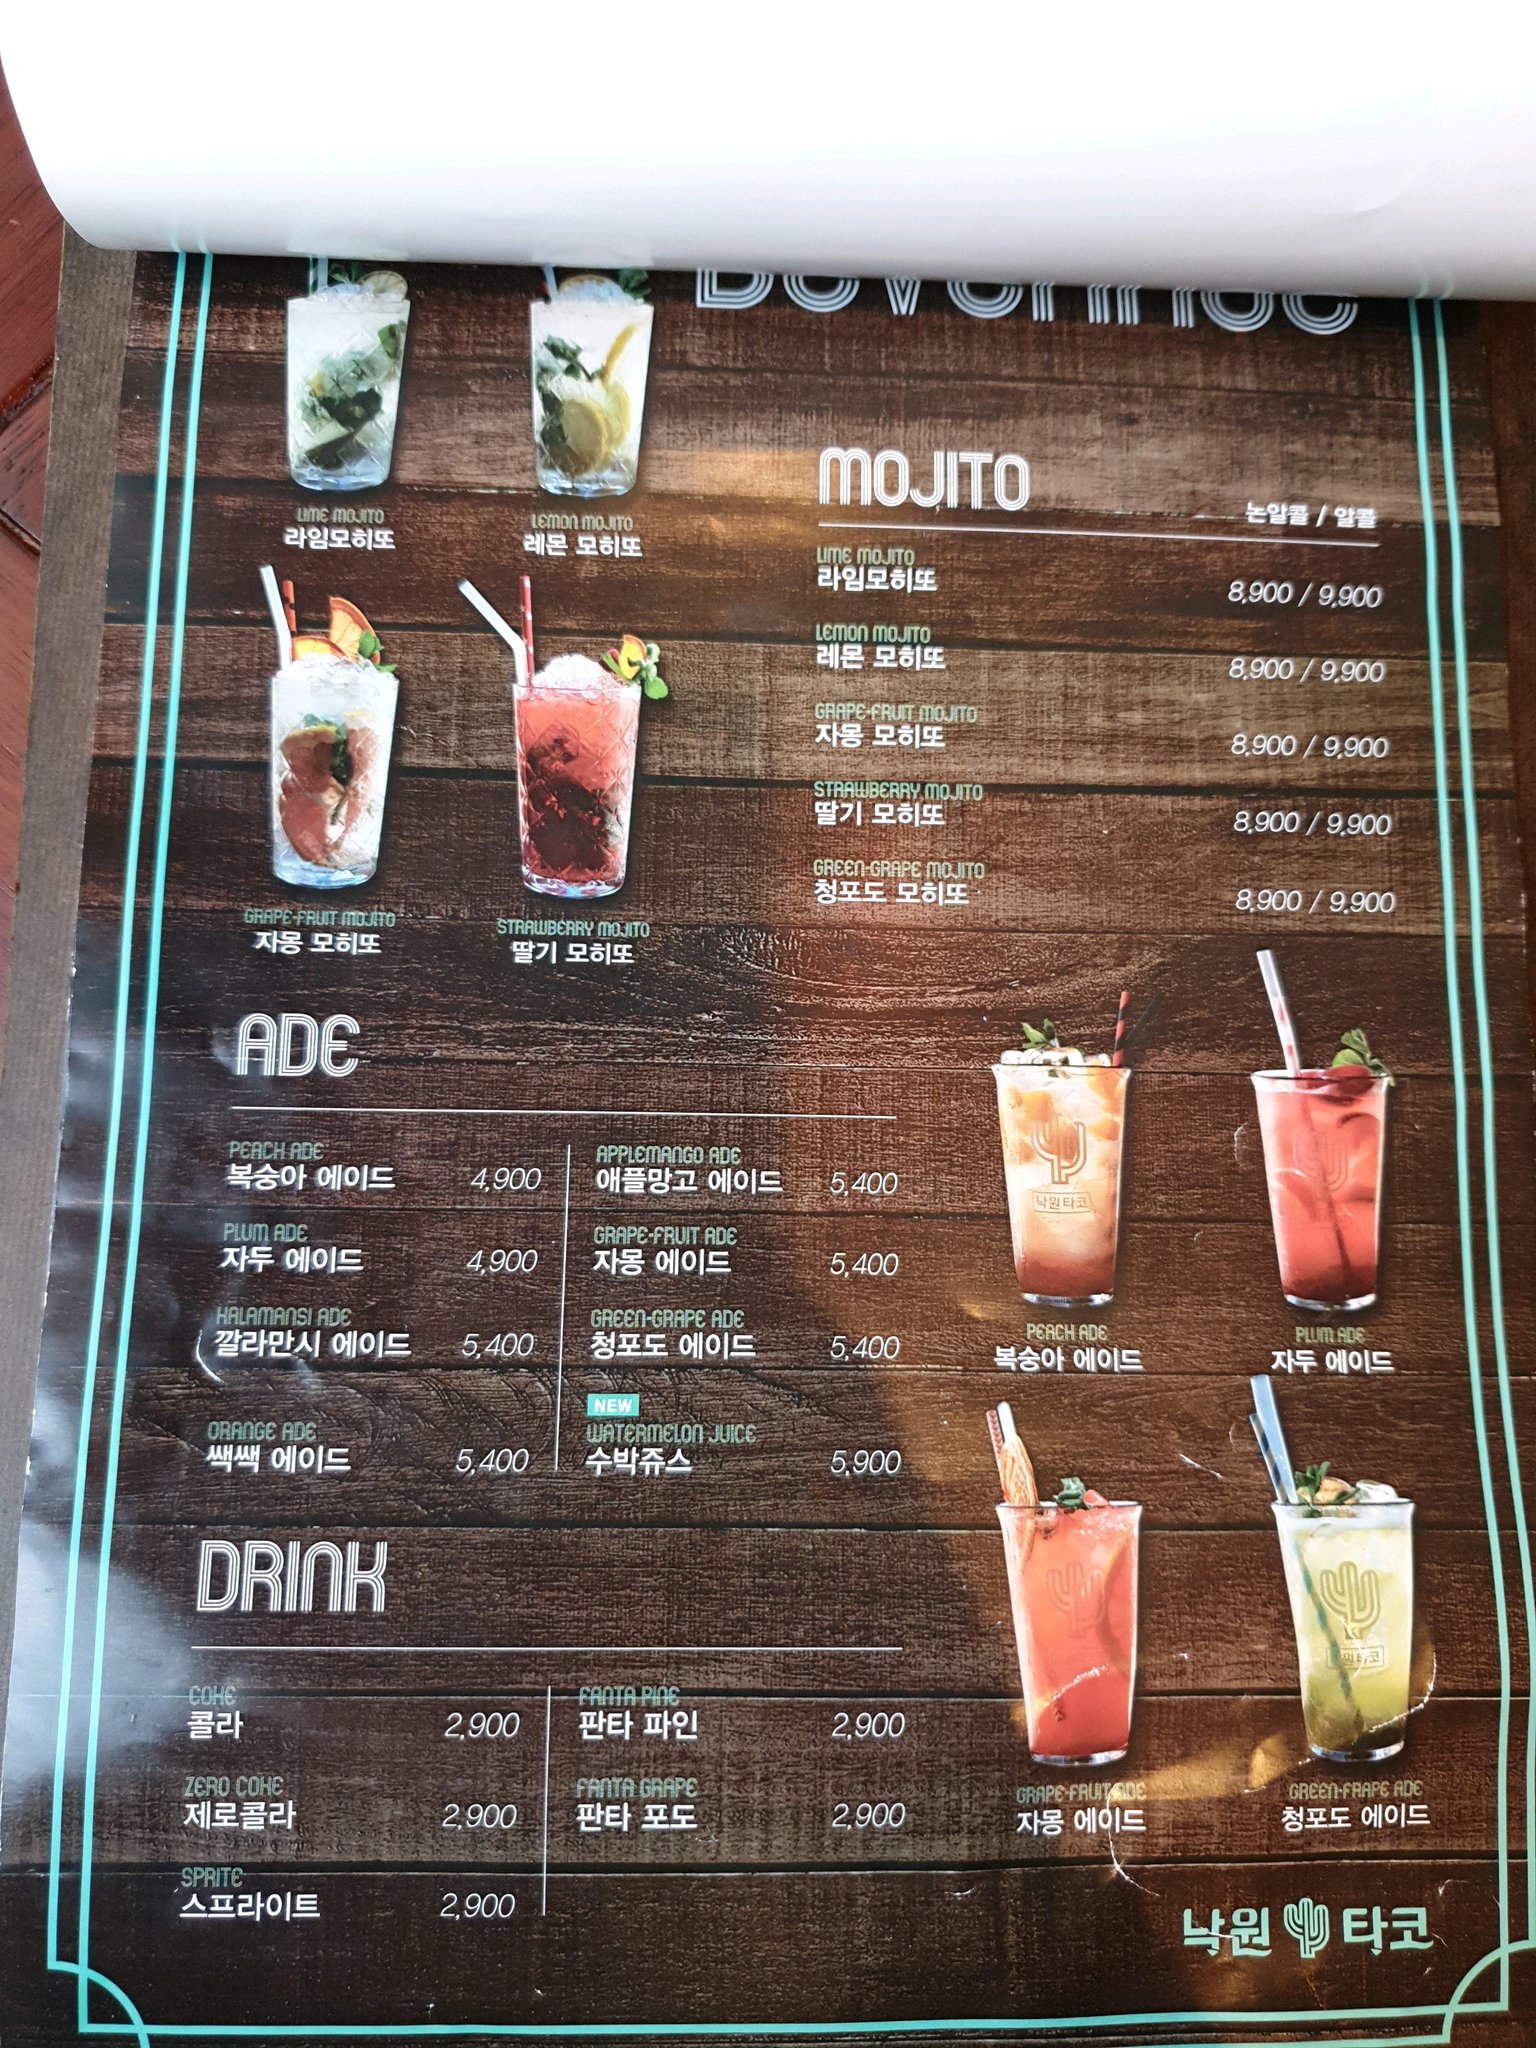 LIME MOJITO
라임모히또
LEMON MOJITO
레몬 모히또
GRAPE-FRUIT MOJITO
자몽 모히또
STRAWBERRY MOJITO
딸기 모히또
MOJITO
논알콜 / 알콜
LIME MOJITO
라임모히또 8,900 / 9,900
LEMON MOJITO
레몬 모히또 8,900 / 9,900
GRAPE-FRUIT MOJITO
자몽 모히또 8,900 / 9,900
STRAWBERRY MOJITO
딸기 모히또 8,900 / 9,900
GREEN-GRAPE MOJITO
청포도 모히또 8,900 / 9,900
ADE
PEACH ADE
복숭아 에이드 4,900
PLUM ADE
자두 에이드 4,900
KALAMANSI ADE
깔라만시 에이드 5,400
ORANGE ADE
쌕쌕 에이드 5,400
APPLEMANGO ADE
애플망고 에이드 5,400
GRAPE-FRUIT ADE
자몽 에이드 5,400
GREEN-GRAPE ADE
청포도 에이드 5,400
NEW
WATERMELON JUICE
수박쥬스 5,900
낙원타코
PEACH ADE
복숭아 에이드
PLUM ADE
자두 에이드
낙원타코
GRAPE-FRUIT ADE
자몽 에이드
GREEN-FRAPE ADE
청포도 에이드
DRINK
COKE
콜라 2,900
ZERO COKE
제로콜라 2,900
SPRITE
스프라이트 2,900
FANTA PINE
판타 파인 2,900
FANTA GRAPE
판타 포도 2,900
낙원 타코